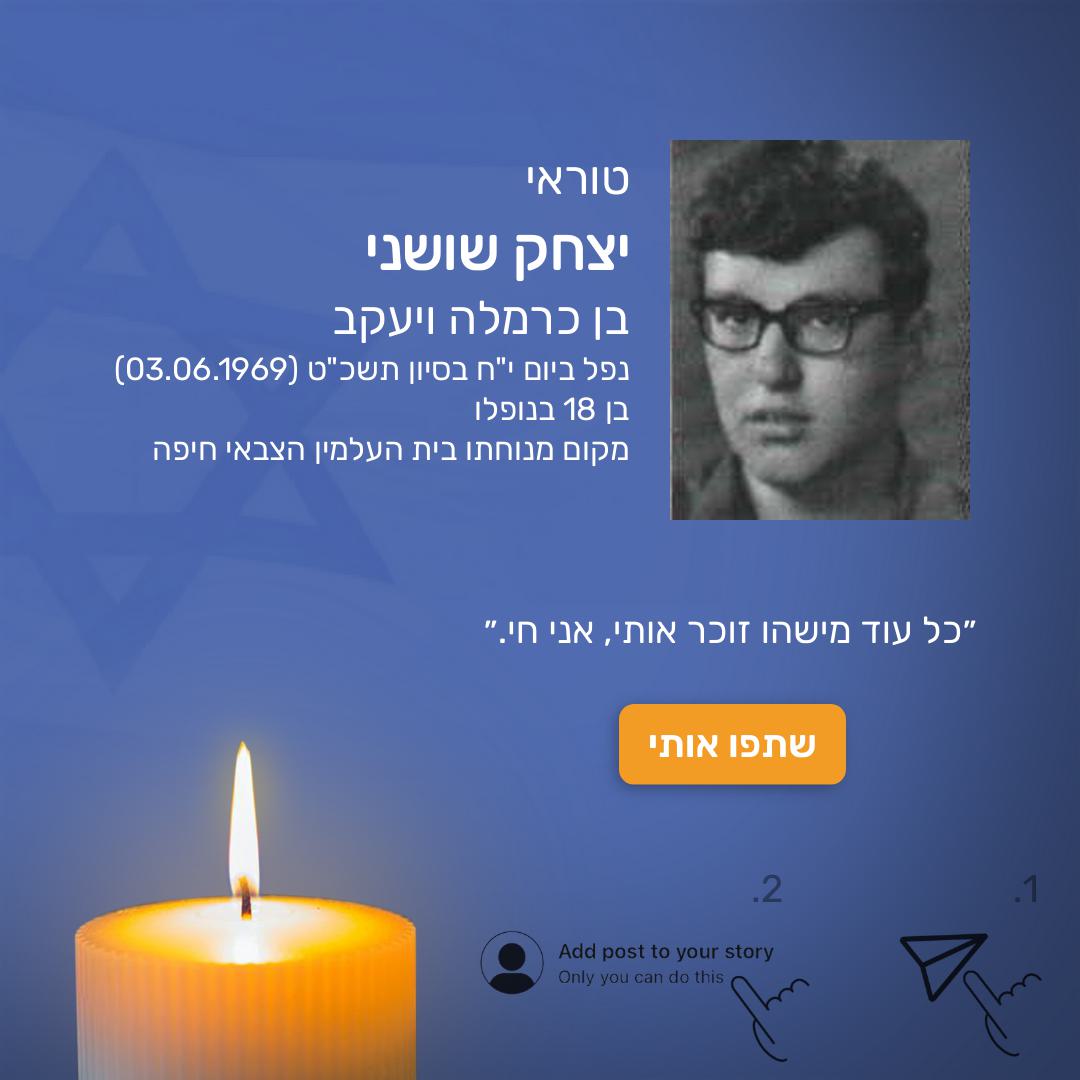 טוראי
יצחק שושני
בן כרמלה ויעקב
נפל ביום י"ח בסיון תשכ"ט (03.06.1969)
בן 18 בנופלו
מקום מנוחתו בית העלמין הצבאי חיפה
״כל עוד מישהו זוכר אותי, אני חי.״
שתפו אותי
.1
.2
Add post to your story
Only you can do this